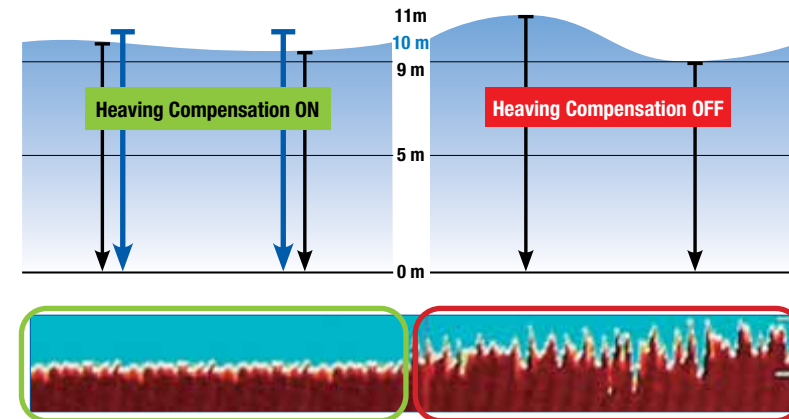 11m
10 m
9 m
Heaving Compensation ON
Heaving Compensation OFF
5 m
0 m